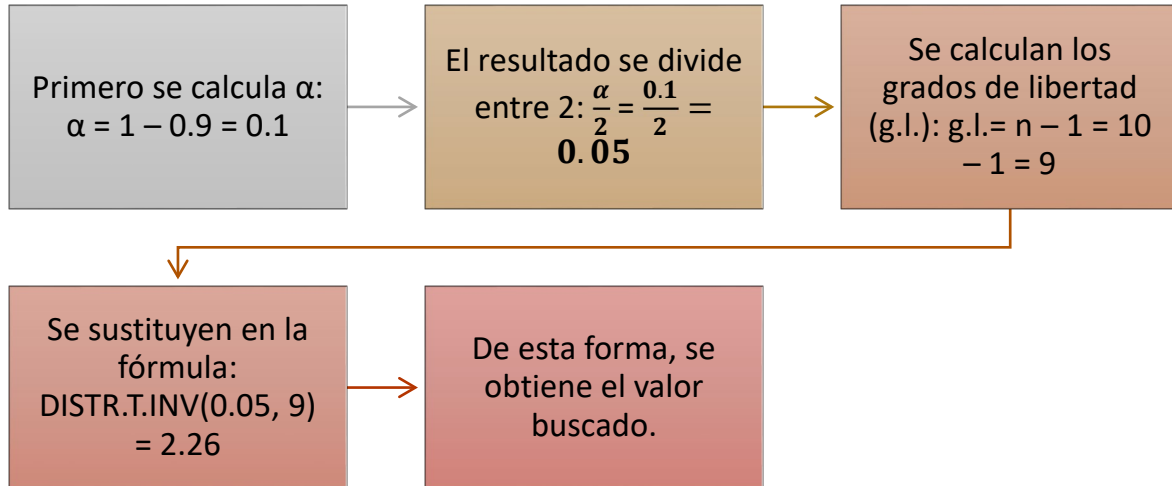 Primero se calcula α:
α = 1 – 0.9 = 0.1
El resultado se divide
entre 2: α/2 = 0.1/2 =
0.05
Se calculan los
grados de libertad
(g.l.): g.l.= n – 1 = 10
– 1 = 9
Se sustituyen en la
fórmula:
DISTR.T.INV(0.05, 9)
= 2.26
De esta forma, se
obtiene el valor
buscado.